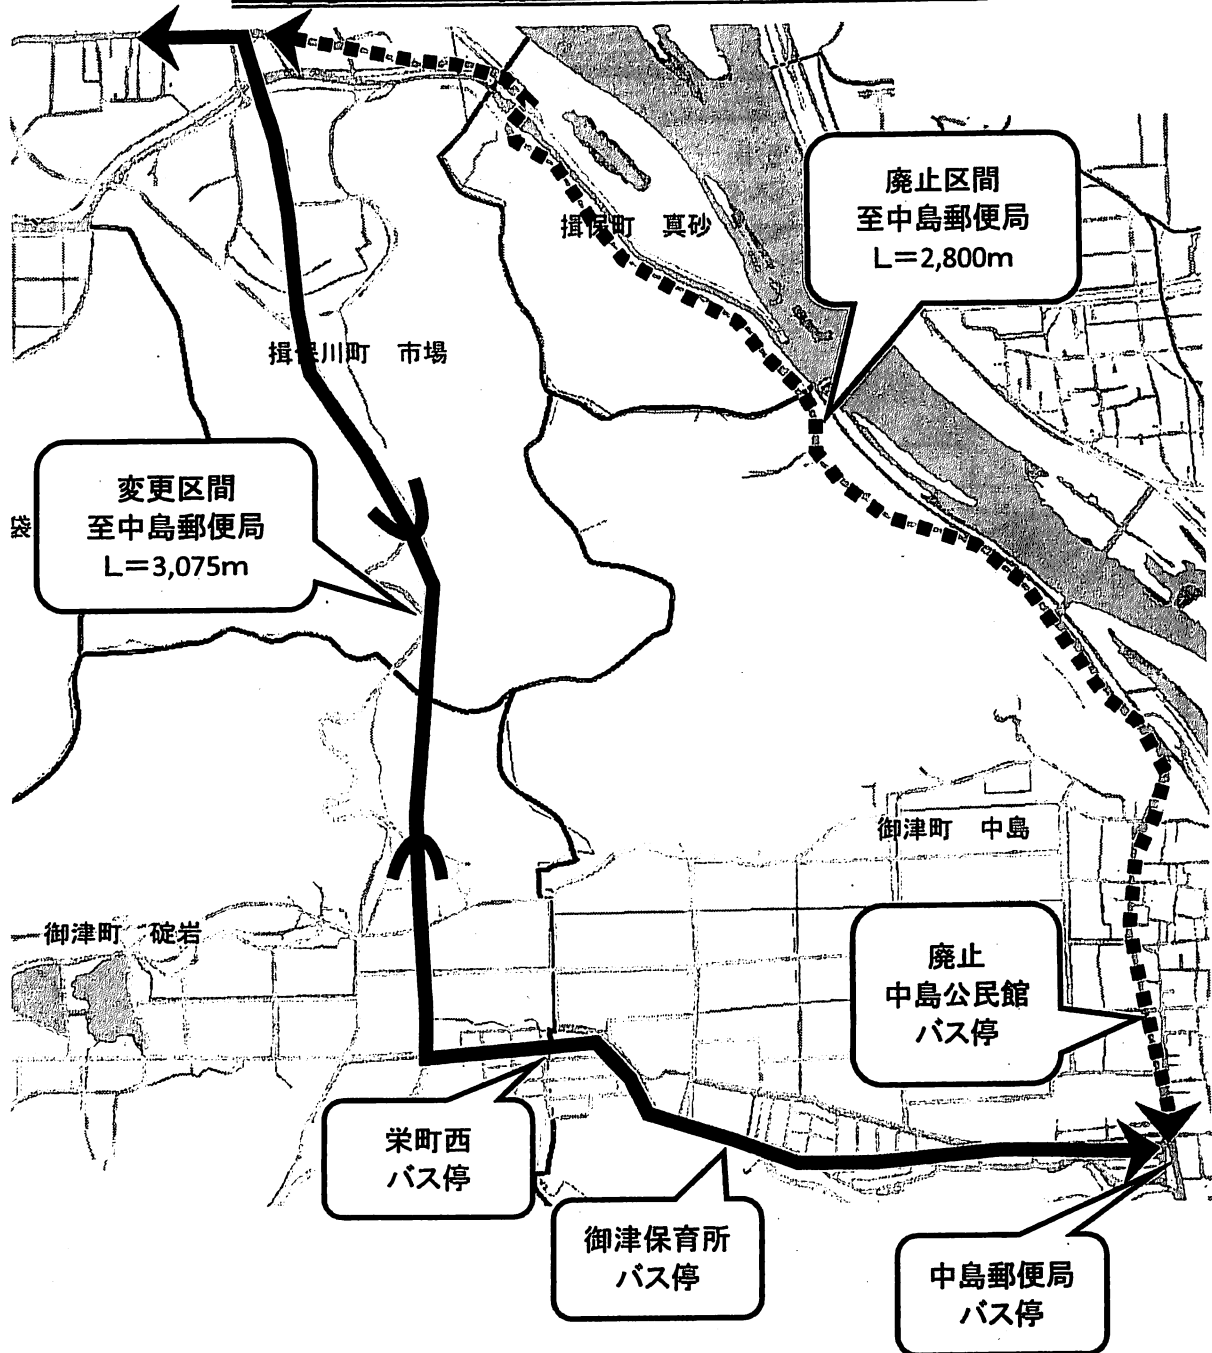 廃止区間
至中島郵便局
L=2,800m
揖保町 真砂
揖保川町 市場
変更区間
至中島郵便局
L=3,075m
袋
御津町 中島
御津町 碇岩
廃止
中島公民館
バス停
栄町西
バス停
御津保育所
バス停
中島郵便局
バス停